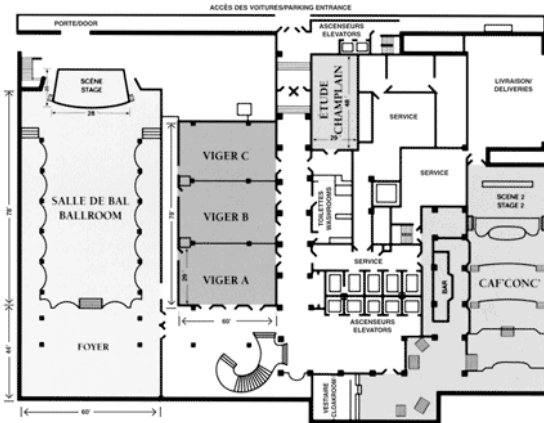 ACCÈS DES VOITURES/PARKING ENTRANCE
PORTE/DOOR
ASCENSEURS
ELEVATORS
SCÈNE
STAGE
28
ÉTUDE
CHAMPLAIN
48'
29'
LIVRAISON/
DELIVERIES
SERVICE
SERVICE
VIGER C
VIGER B
VIGER A
78'
78'
26
60'
SALLE DE BAL
BALLROOM
TOILETTES
WASHROOMS
SCENE 2
STAGE 2
SERVICE
BAR
CAF'CONC'
ASCENSEURS
ELEVATORS
FOYER
VESTIAIRE
CLOAKROOM
60'